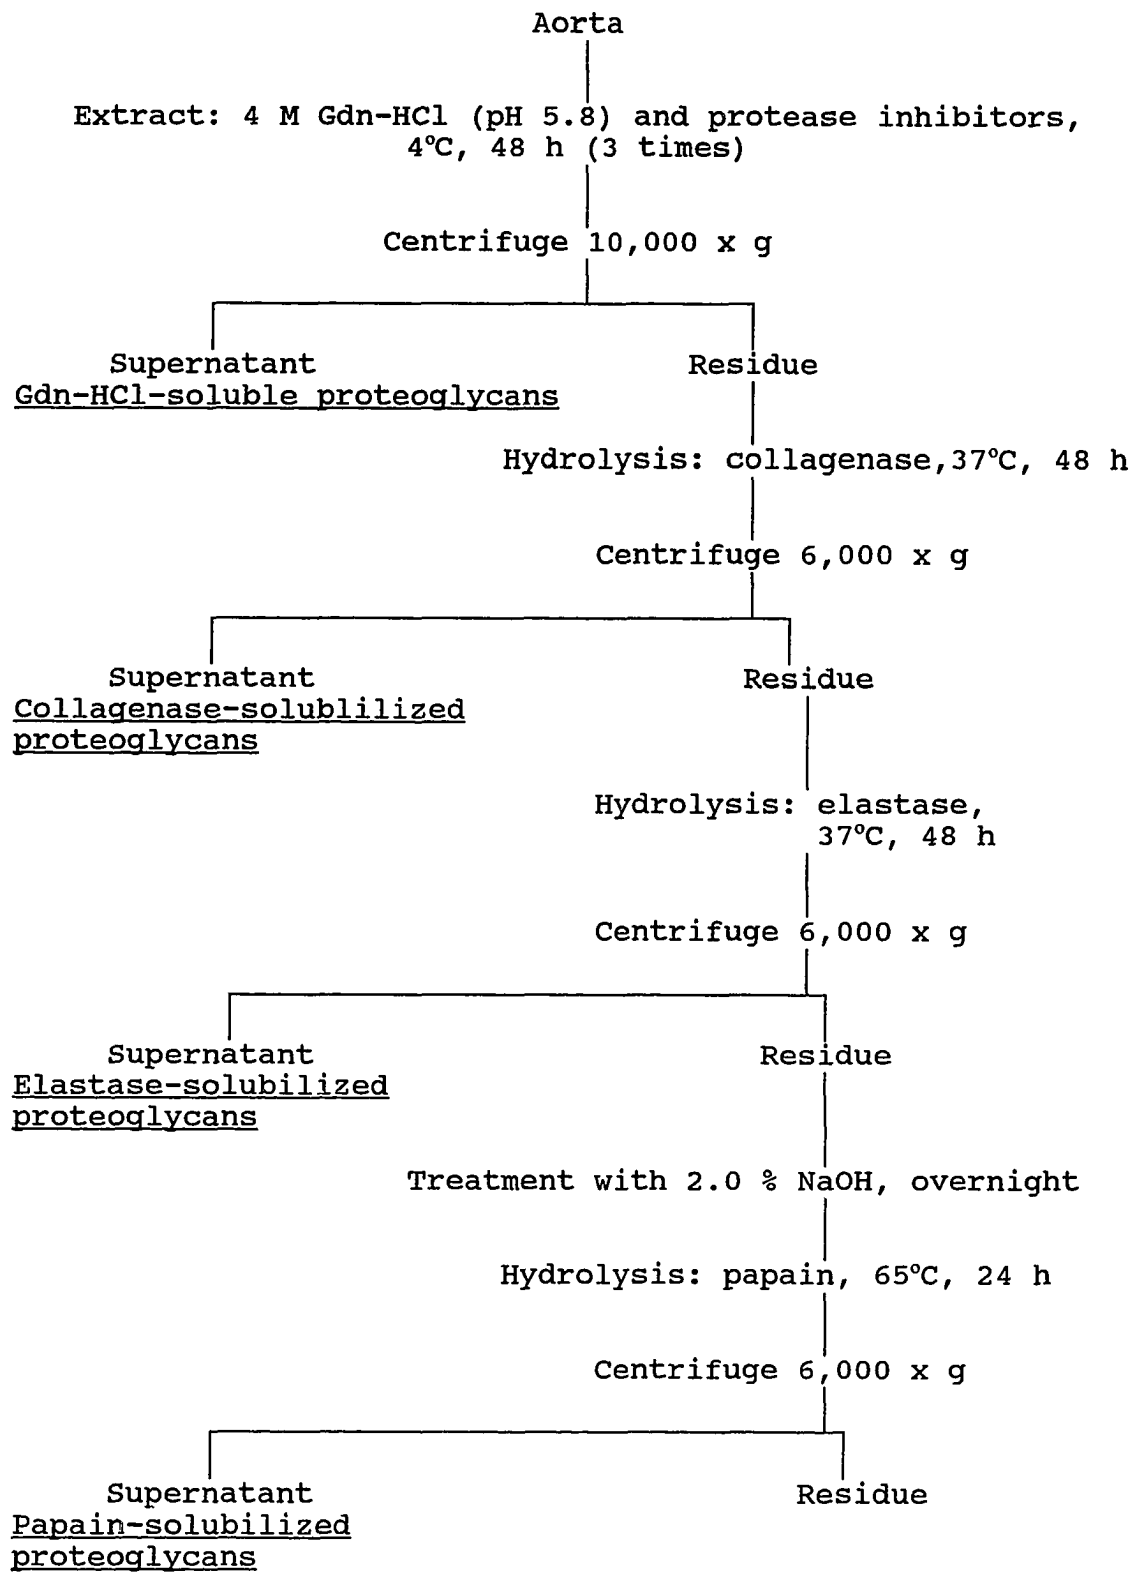 Aorta
Extract: 4 M Gdn-HCl (pH 5.8) and protease inhibitors,
4°C, 48 h (3 times)
Centrifuge 10,000 x g
Supernatant
Gdn-HCl-soluble proteoglycans
Residue
Hydrolysis: collagenase,37°C, 48 h
Centrifuge 6,000 x g
Supernatant
Collagenase-solublilized
proteoglycans
Residue
Hydrolysis: elastase,
37°C, 48 h
Centrifuge 6,000 x g
Supernatant
Elastase-solubilized
proteoglycans
Residue
Treatment with 2.0 % NaOH, overnight
Hydrolysis: papain, 65°C, 24 h
Centrifuge 6,000 x g
Supernatant
Papain-solubilized
proteoglycans
Residue